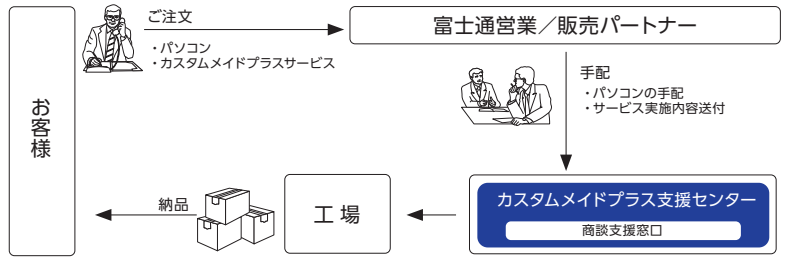 お客様
ご注文
・パソコン
・カスタムメイドプラスサービス
富士通営業／販売パートナー
手配
・パソコンの手配
・サービス実施内容送付
カスタムメイドプラス支援センター
商談支援窓口
工場
納品